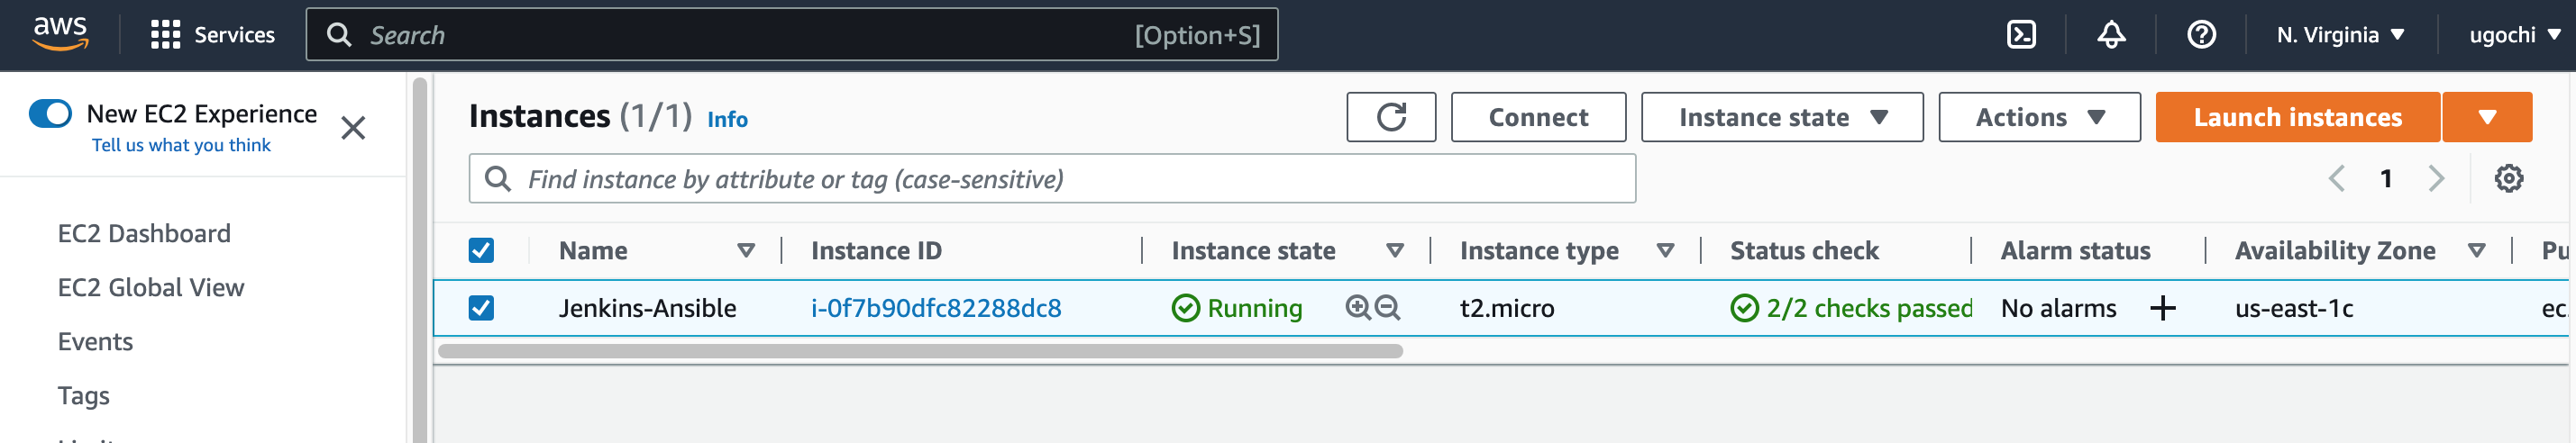 aws
Services
Search
[Option+S]
N. Virginia
ugochi
New EC2 Experience
Tell us what you think
EC2 Dashboard
EC2 Global View
Events
Tags
Instances (1/1) Info
Connect
Instance state
Actions
Launch instances
Find instance by attribute or tag (case-sensitive)
1
Name Instance ID Instance state Instance type Status check Alarm status Availability Zone Pu
Jenkins-Ansible i-0f7b90dfc82288dc8 Running t2.micro 2/2 checks passed No alarms us-east-1c ec